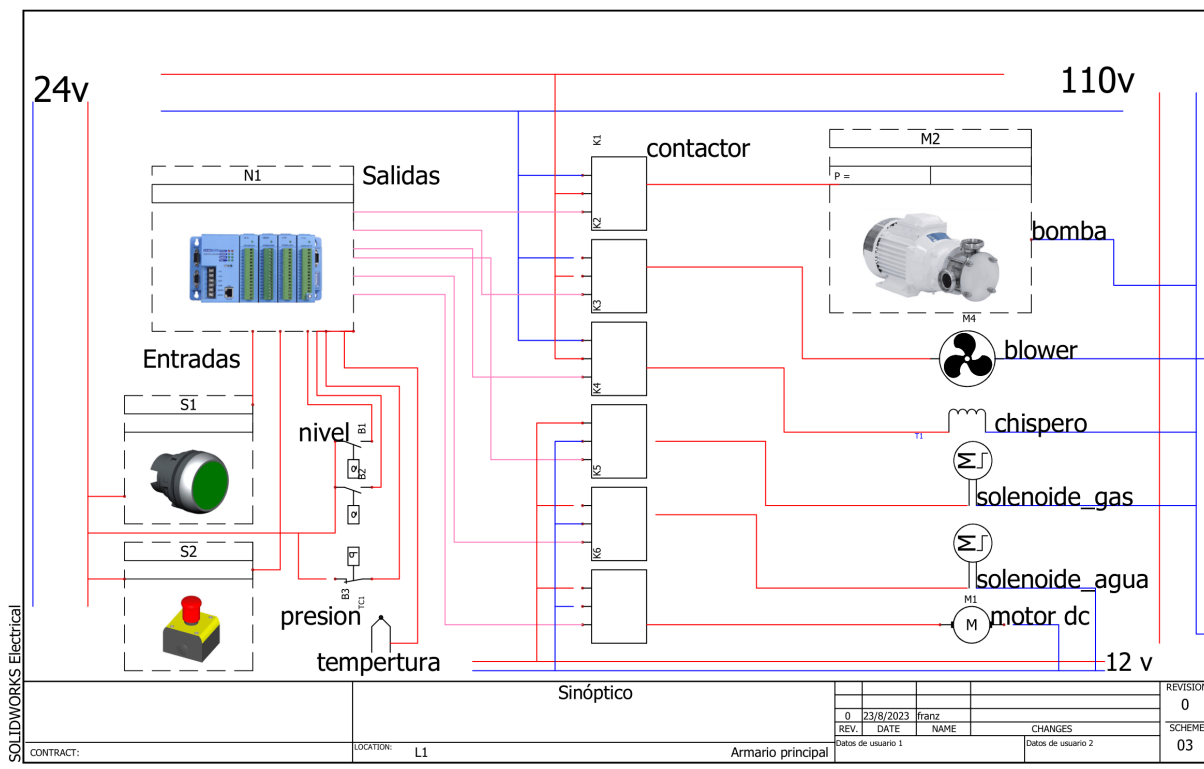 24v
110v
K1
contactor
M2
P =
N1
Salidas
K2
bomba
K3
M4
Entradas
blower
K4
S1
nivel
B1
T1
chispero
M
B2
K5
solenoide_gas
S2
M
K6
solenoide_agua
B3
TC1
M1
presion
M
motor dc
tempertura
12 v
SOLIDWORKS Electrical
Sinóptico
REVISION
0
0 23/8/2023 franz
REV. DATE NAME CHANGES
SCHEME
03
CONTRACT:
LOCATION: L1 Armario principal
Datos de usuario 1
Datos de usuario 2